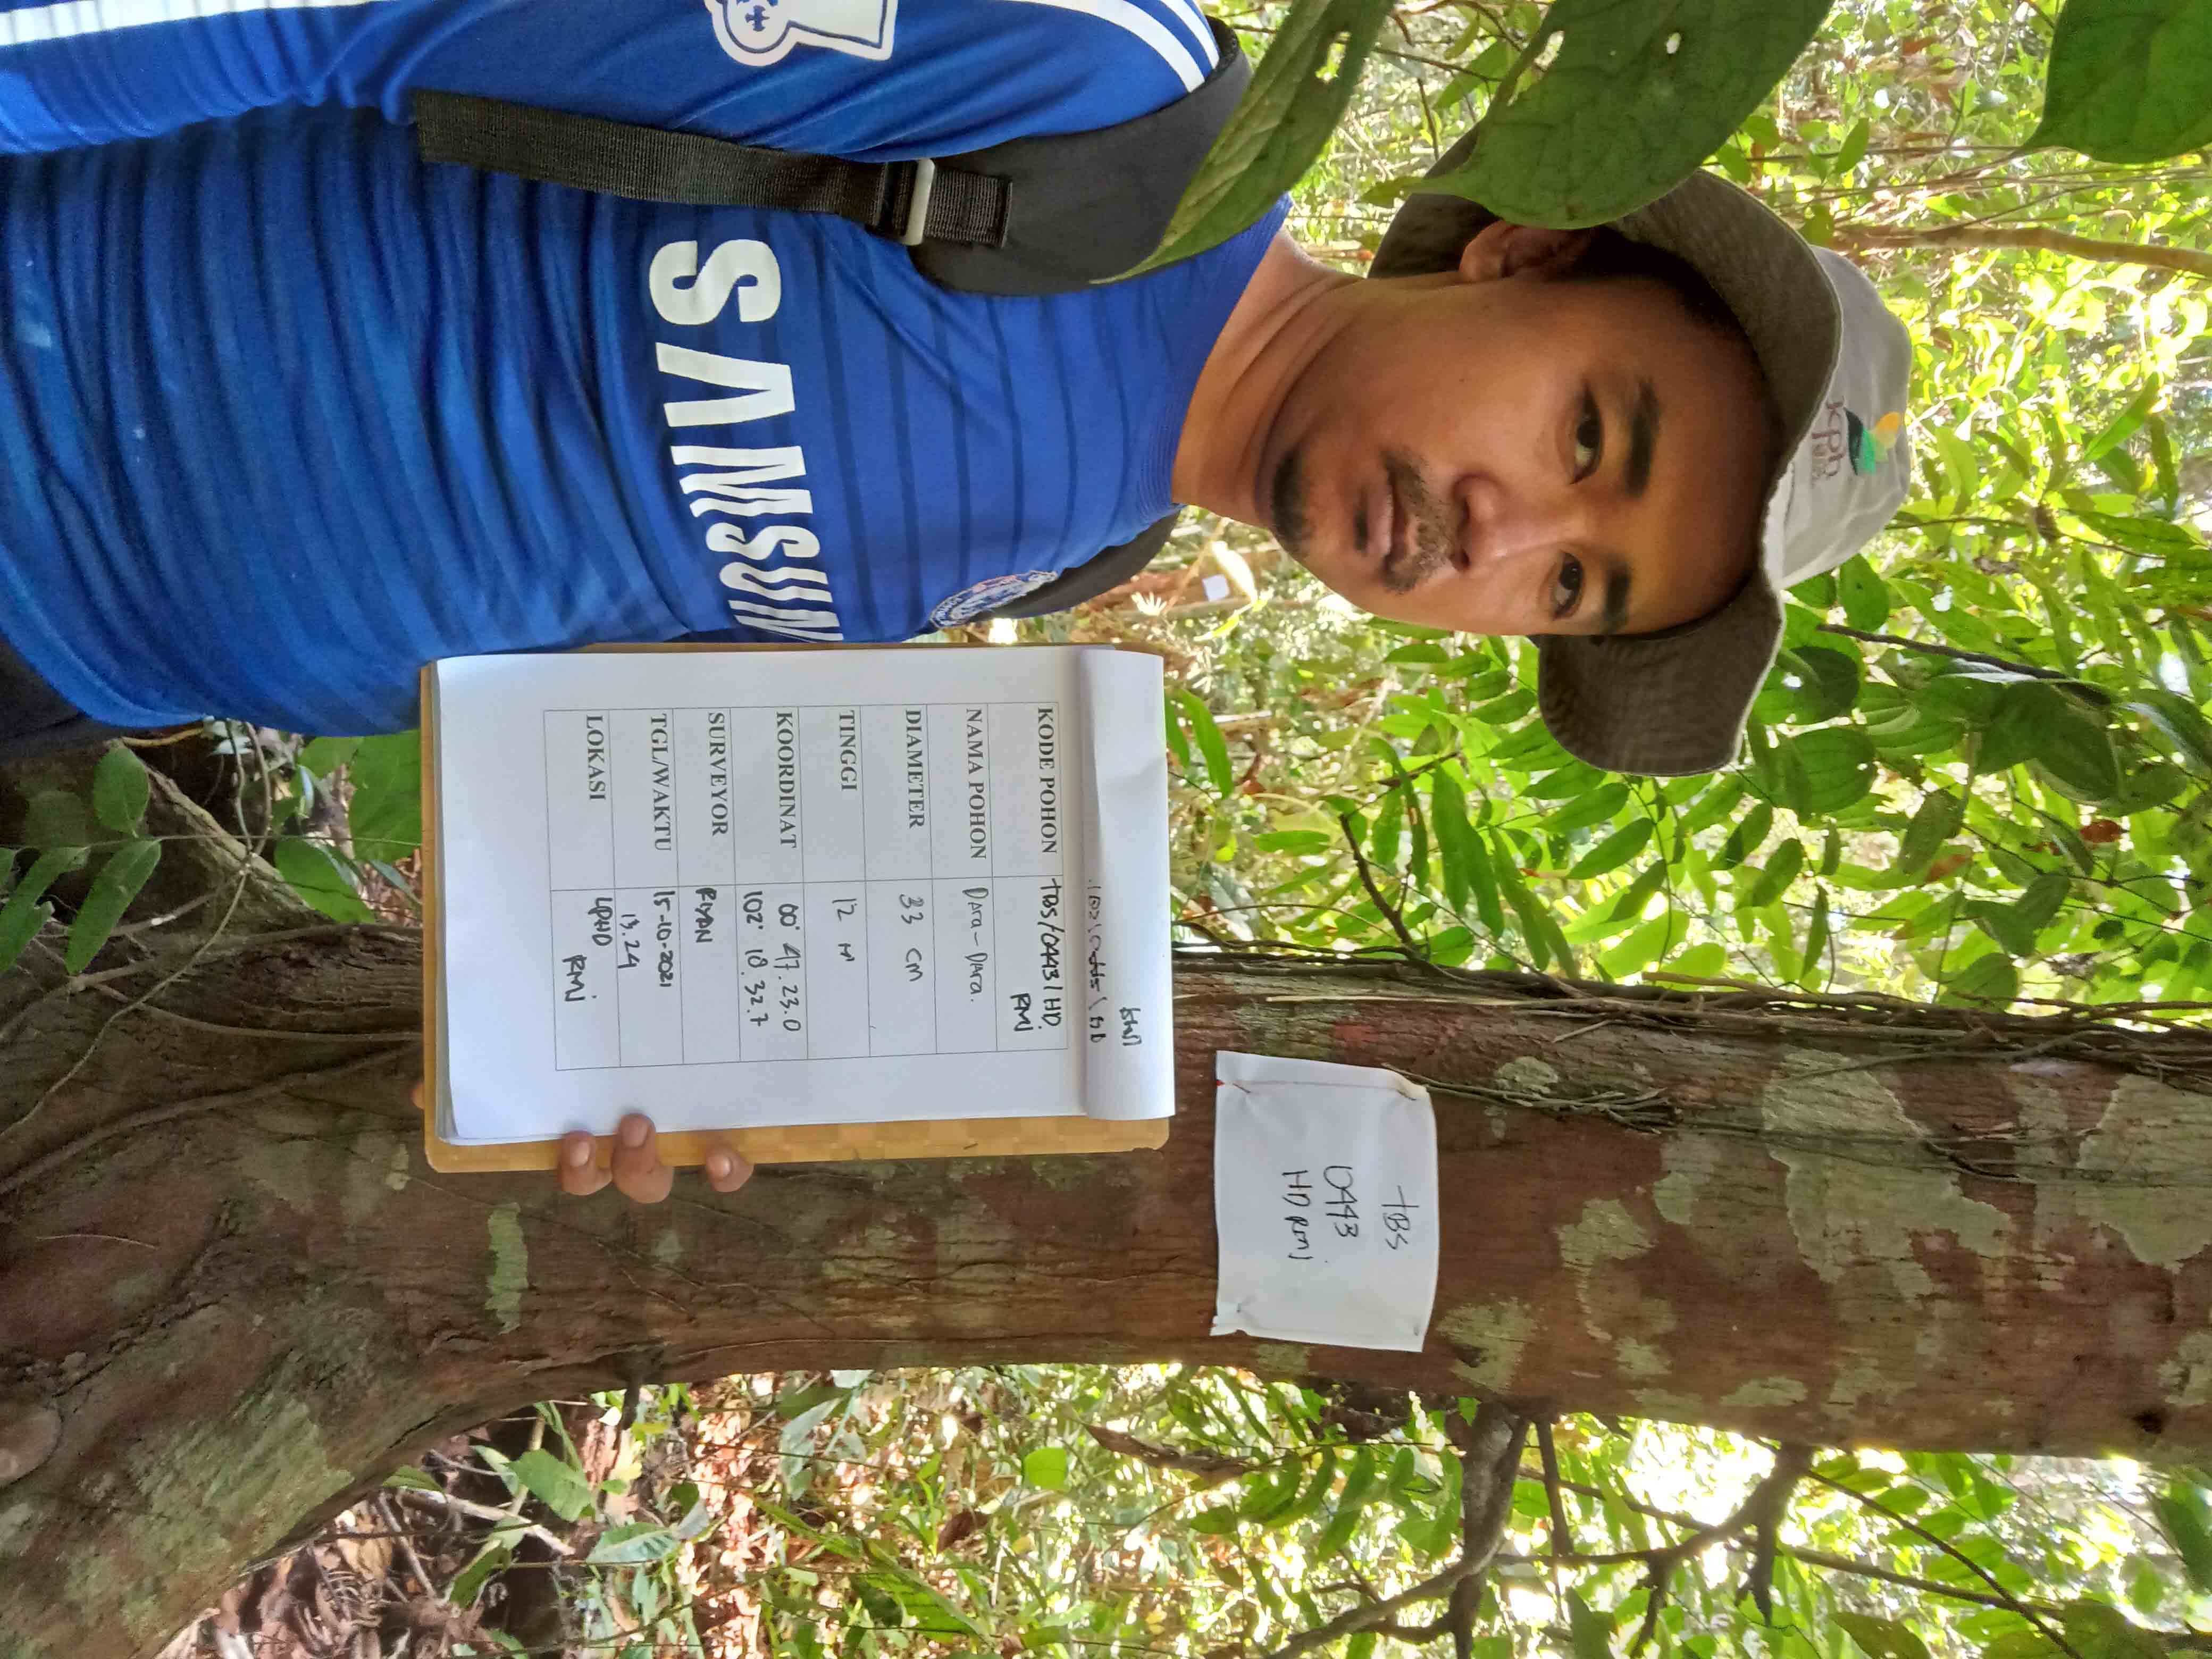 kph
tBS
0443
HD RMJ
KODE POHON tBS/0443/HD.
RMJ
NAMA POHON Dara-Dara.
DIAMETER 33 CM
TINGGI 12 M
KOORDINAT 00° 47.23.0
102° 18.32.7
SURVEYOR RIYAN
TGL/WAKTU 15-10-2021
13.24
LOKASI LPHD
RMJ
SAMSUN